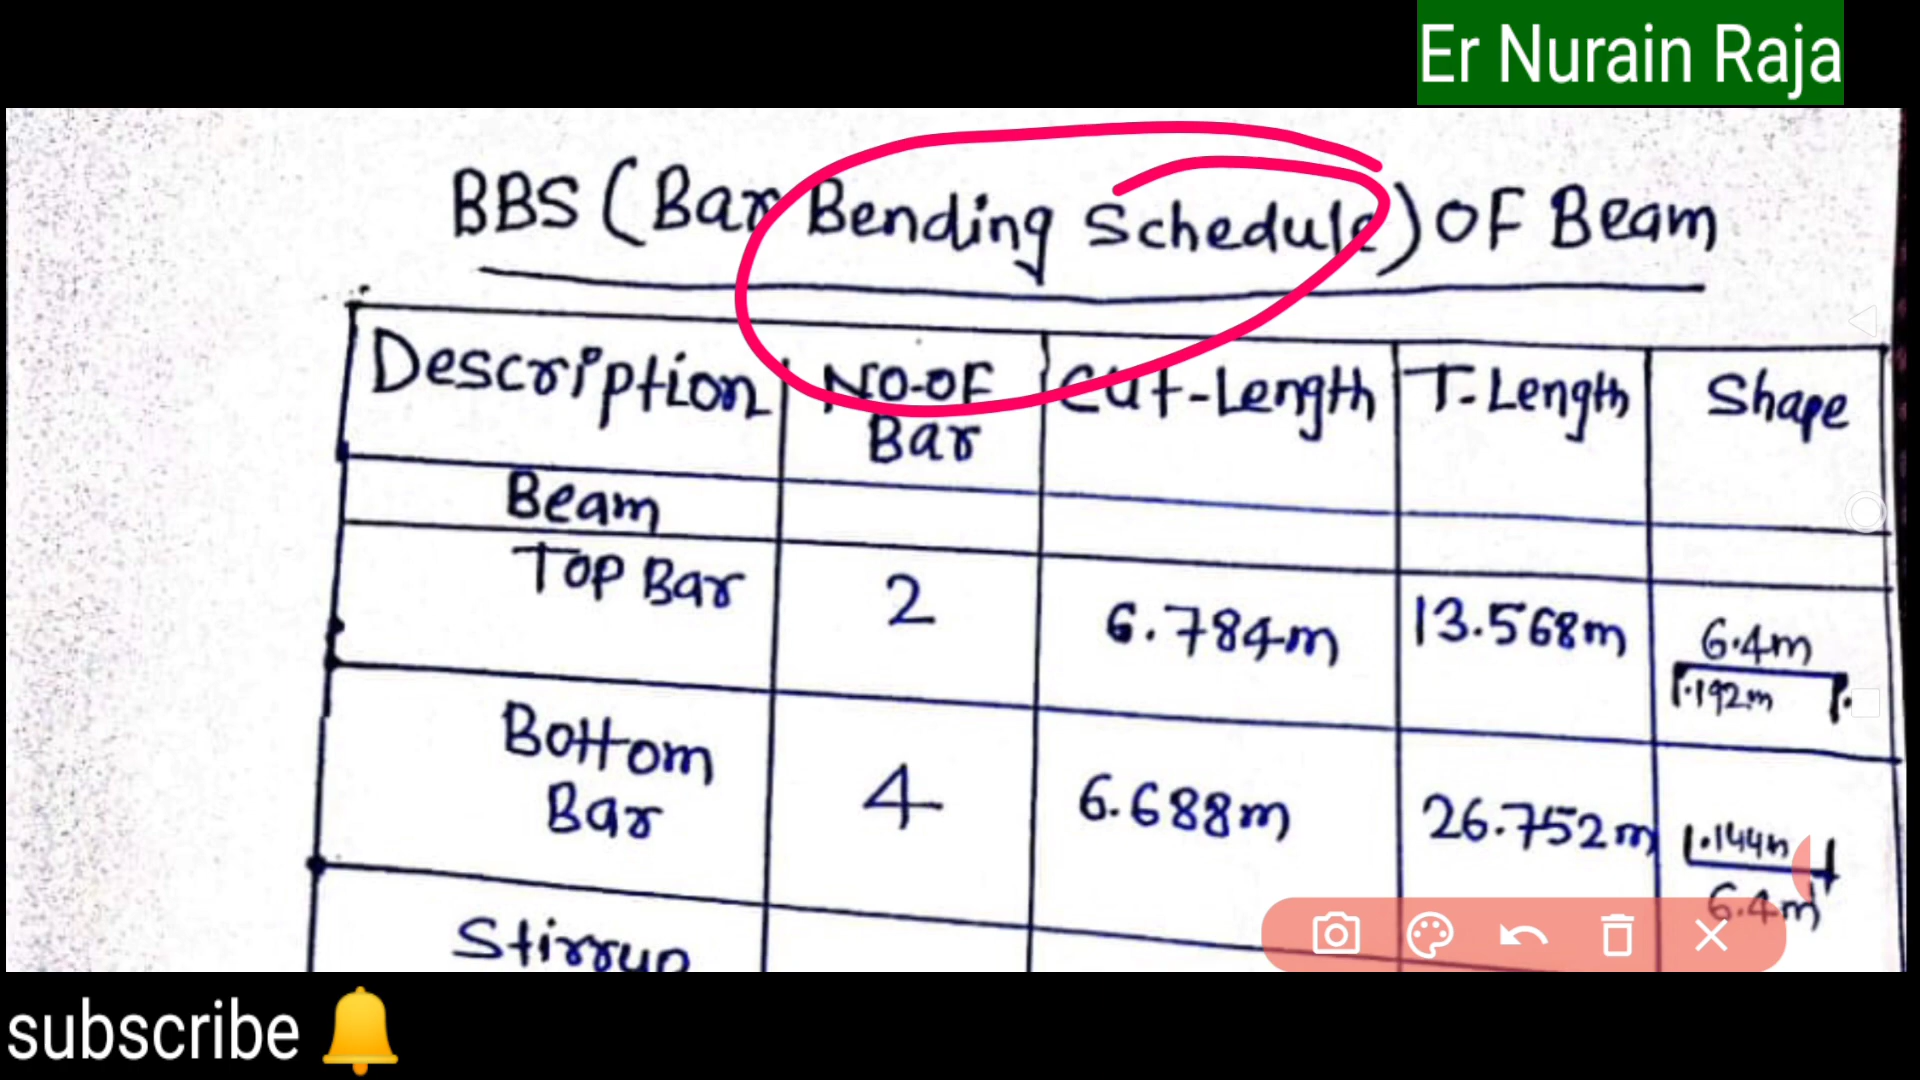 Er Nurain Raja
BBS (Bar Bending Schedule) OF Beam
Description NO-OF Bar Cut-Length T-Length Shape
Beam
Top Bar 2 6.784m 13.568m 6.4m .192m
Bottom Bar 4 6.688m 26.752m .144m 6.4m
Stirrup
subscribe